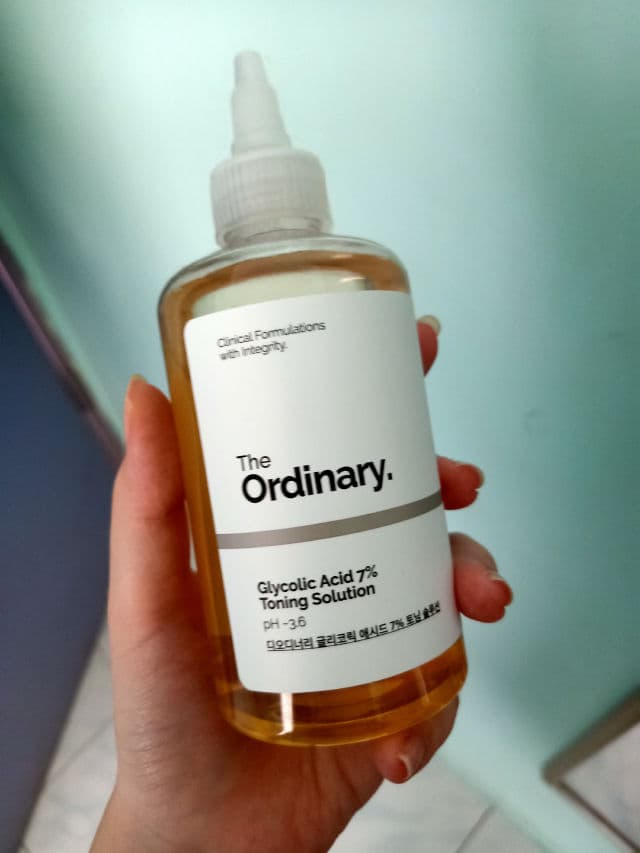 Clinical Formulations
with Integrity.
The
Ordinary.
Glycolic Acid 7%
Toning Solution
pH ~3.6
디오디너리 글리코릭 애시드 7% 토닝 솔루션